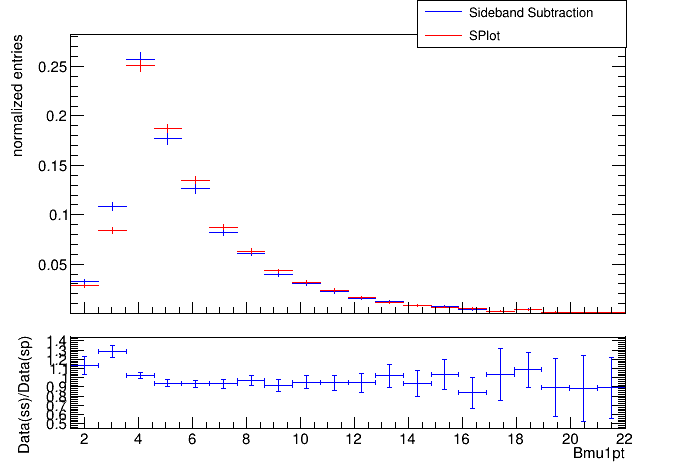 Sideband Subtraction
SPlot
normalized entries
0.25
0.2
0.15
0.1
0.05
Data(ss)/Data(sp)
1.4
1.3
1.2
1.1
1
0.9
0.8
0.7
0.6
0.5
2 4 6 8 10 12 14 16 18 20 22
Bmu1pt